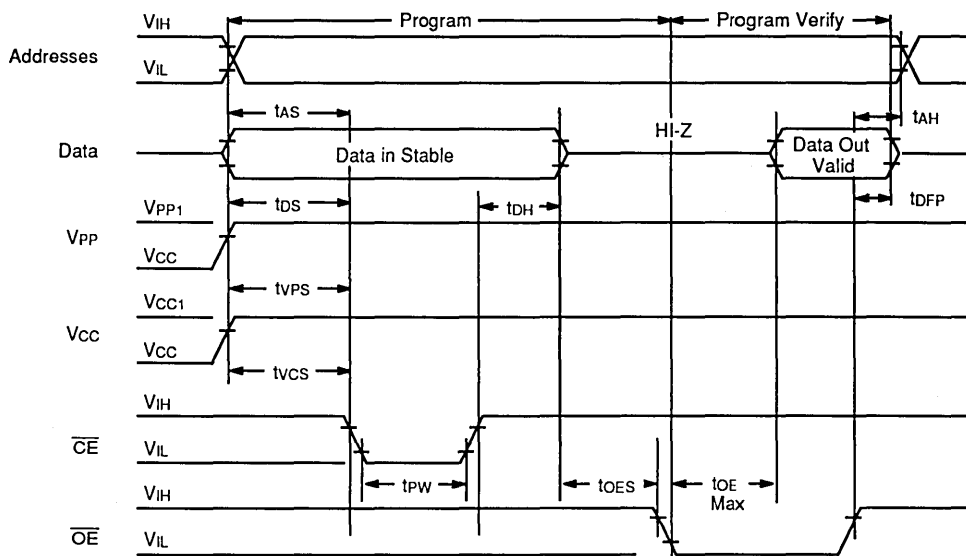 VIH Program Program Verify
Addresses
VIL
tAS tAH
HI-Z
Data Data in Stable Data Out
Valid
tDS tDH tDFP
VPP1
VPP
VCC
tVPS
VCC1
VCC
VCC
tVCS
VIH
CE
VIL
tPW tOES tOE
Max
VIH
OE
VIL